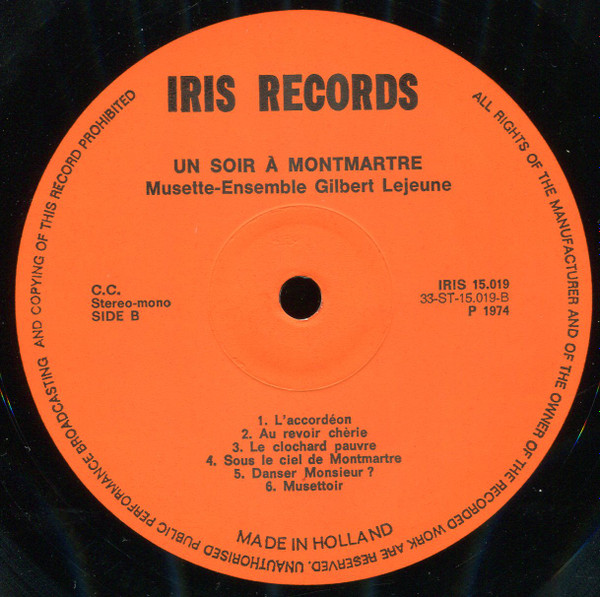 IRIS RECORDS
UN SOIR À MONTMARTRE
Musette-Ensemble Gilbert Lejeune
C.C.
Stereo-mono
SIDE B
IRIS 15.019
33-ST-15.019-B
P 1974
1. L'accordéon
2. Au revoir chèrie
3. Le clochard pauvre
4. Sous le ciel de Montmartre
5. Danser Monsieur ?
6. Musettoir
MADE IN HOLLAND
ALL RIGHTS OF THE MANUFACTURER AND OF THE OWNER OF THE RECORDED WORK ARE RESERVED. UNAUTHORISED PUBLIC PERFORMANCE BROADCASTING AND COPYING OF THIS RECORD PROHIBITED